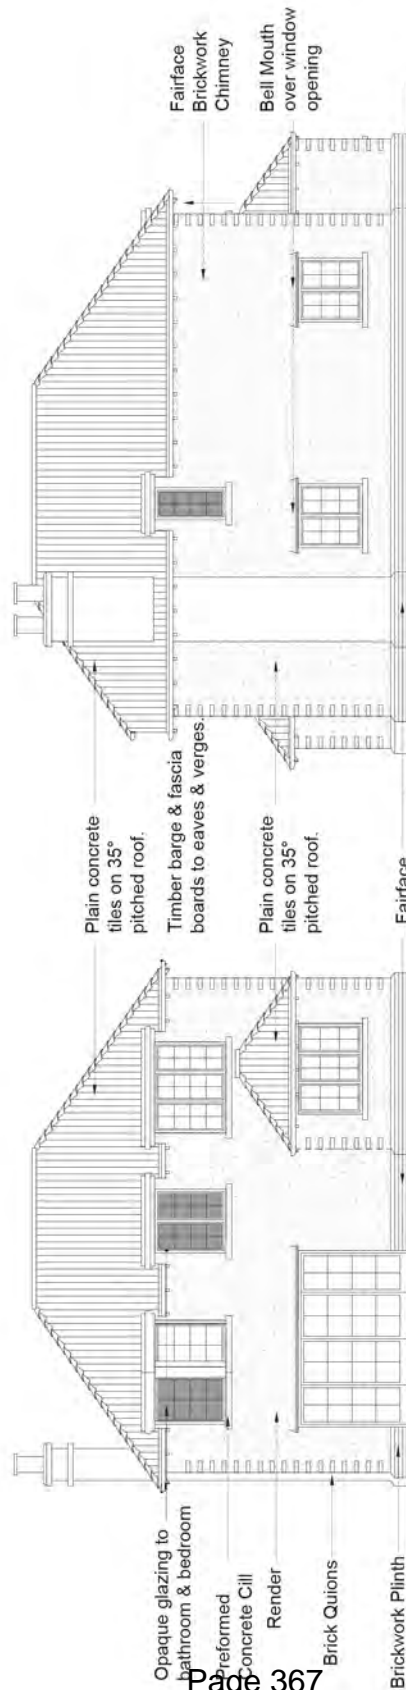 Fairface
Brickwork
Chimney
Bell Mouth
over window
opening
Plain concrete
tiles on 35°
pitched roof.
Timber barge & fascia
boards to eaves & verges.
Plain concrete
tiles on 35°
pitched roof.
Fairface
Opaque glazing to
bathroom & bedroom
Preformed
Concrete Cill
Render
Brick Quions
Brickwork Plinth
Page 367